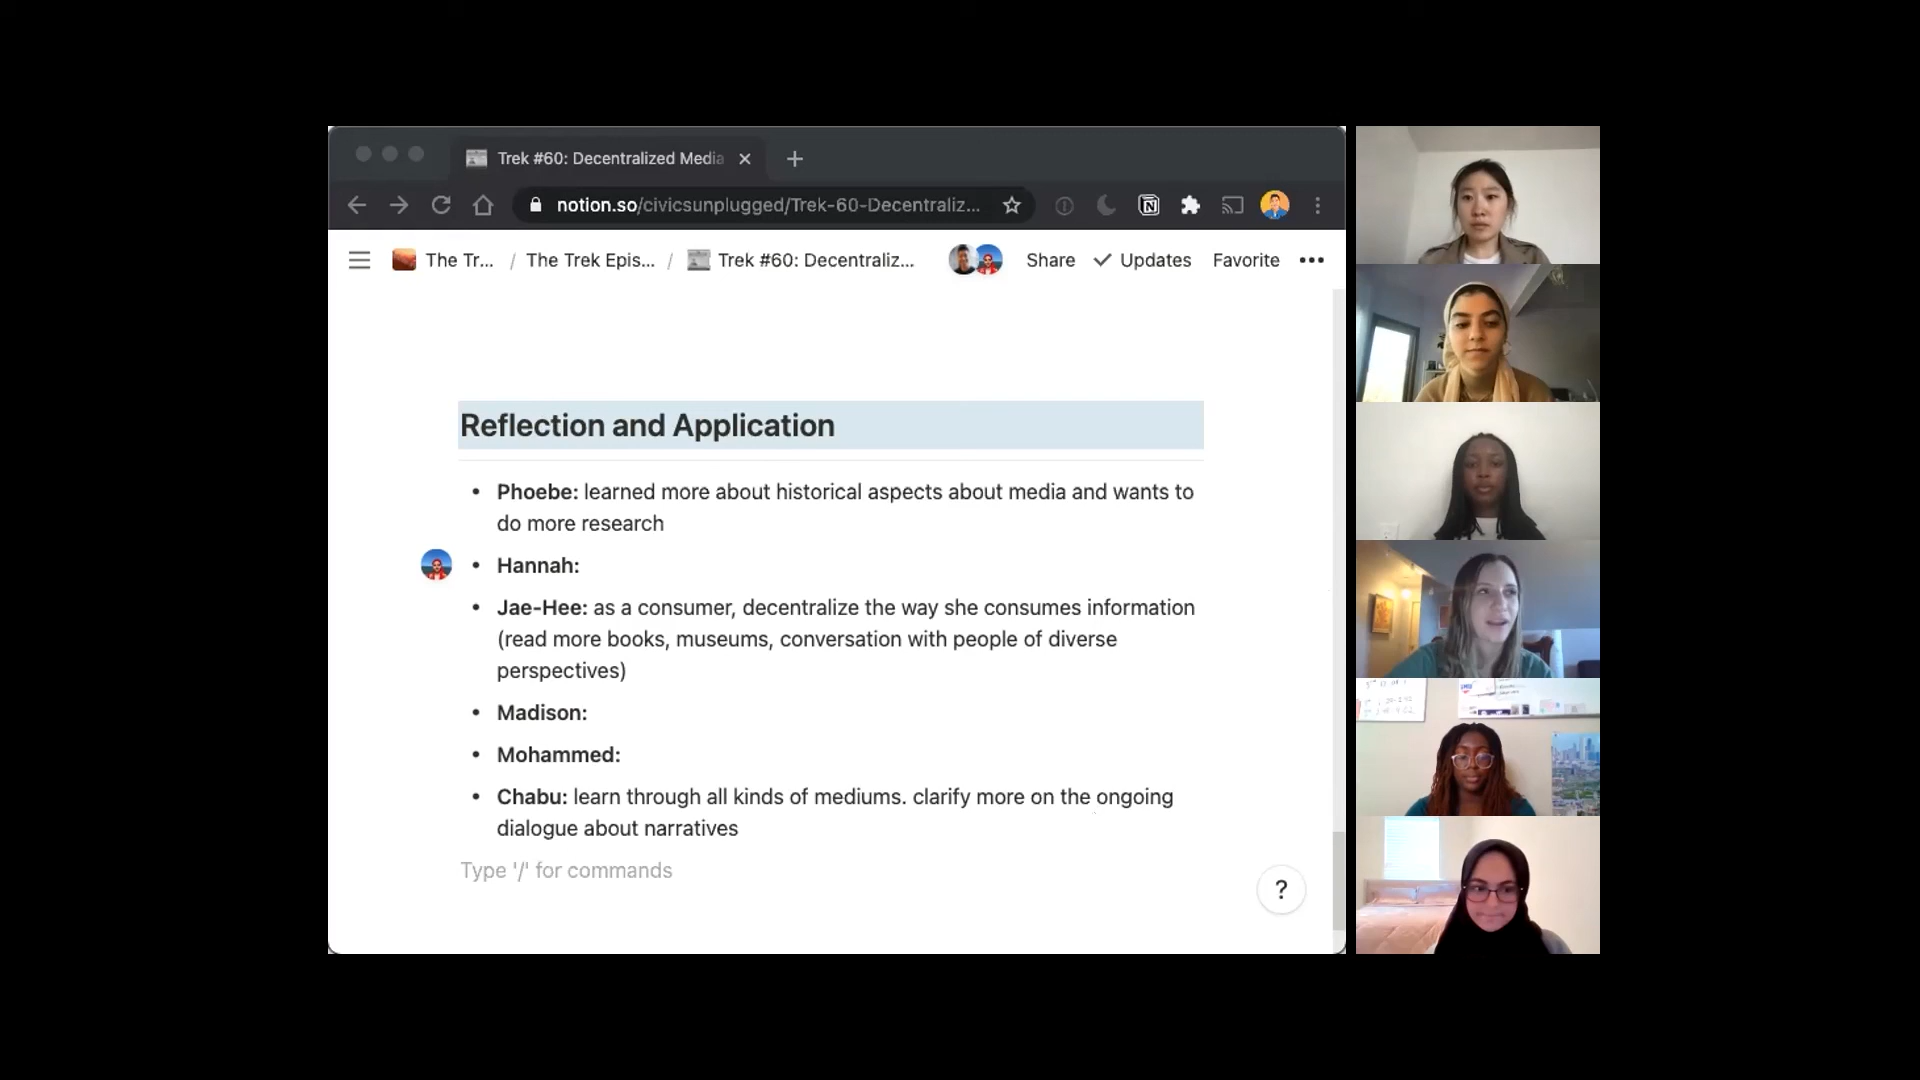 Trek #60: Decentralized Media
notion.so/civicsunplugged/Trek-60-Decentraliz...
The Tr... / The Trek Epis... / Trek #60: Decentraliz... Share Updates Favorite
Reflection and Application
• Phoebe: learned more about historical aspects about media and wants to
do more research
• Hannah:
• Jae-Hee: as a consumer, decentralize the way she consumes information
(read more books, museums, conversation with people of diverse
perspectives)
• Madison:
• Mohammed:
• Chabu: learn through all kinds of mediums. clarify more on the ongoing
dialogue about narratives
Type '/' for commands
?